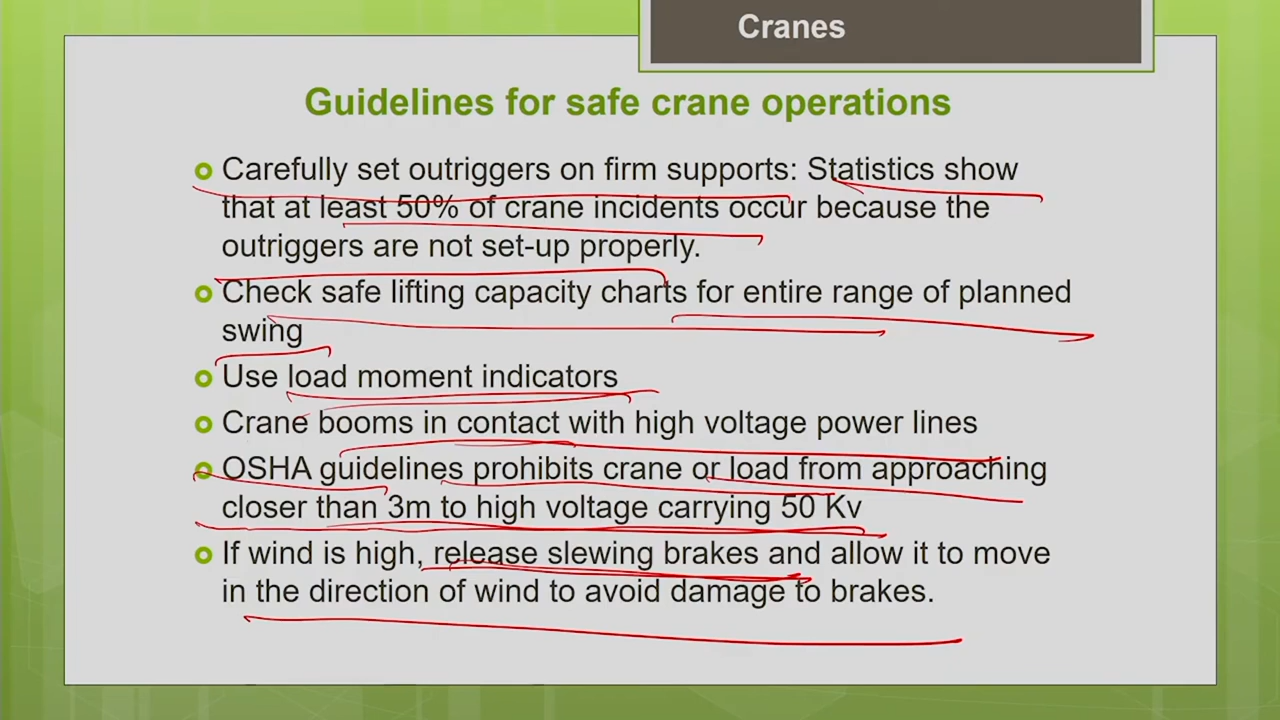 Cranes
Guidelines for safe crane operations
Carefully set outriggers on firm supports: Statistics show
that at least 50% of crane incidents occur because the
outriggers are not set-up properly.
Check safe lifting capacity charts for entire range of planned
swing
Use load moment indicators
Crane booms in contact with high voltage power lines
OSHA guidelines prohibits crane or load from approaching
closer than 3m to high voltage carrying 50 Kv
If wind is high, release slewing brakes and allow it to move
in the direction of wind to avoid damage to brakes.